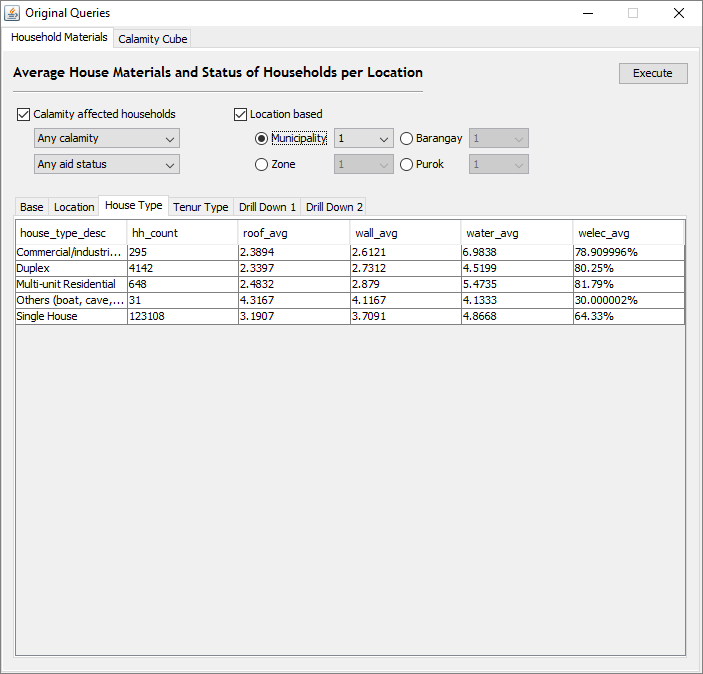 Original Queries
Household Materials Calamity Cube
Average House Materials and Status of Households per Location Execute
Calamity affected households Location based
Any calamity Municipality 1 Barangay 1
Any aid status Zone 1 Purok 1
Base Location House Type Tenur Type Drill Down 1 Drill Down 2
house_type_desc hh_count roof_avg wall_avg water_avg welec_avg
Commercial/industri... 295 2.3894 2.6121 6.9838 78.909996%
Duplex 4142 2.3397 2.7312 4.5199 80.25%
Multi-unit Residential 648 2.4832 2.879 5.4735 81.79%
Others (boat, cave,... 31 4.3167 4.1167 4.1333 30.000002%
Single House 123108 3.1907 3.7091 4.8668 64.33%